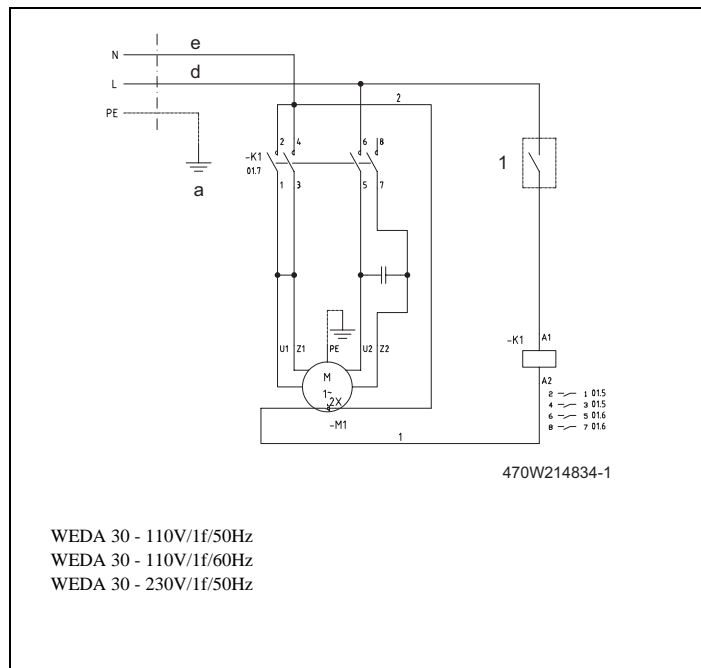 N e
L d
PE
a
2
2 4 6 8
-K1
01.7
1 3 5 7
1
U1 Z1 PE U2 Z2
M
1~
2X
-M1
1
-K1
A1
A2
2 1 01.5
4 3 01.5
6 5 01.6
8 7 01.6
470W214834-1
WEDA 30 - 110V/1f/50Hz
WEDA 30 - 110V/1f/60Hz
WEDA 30 - 230V/1f/50Hz